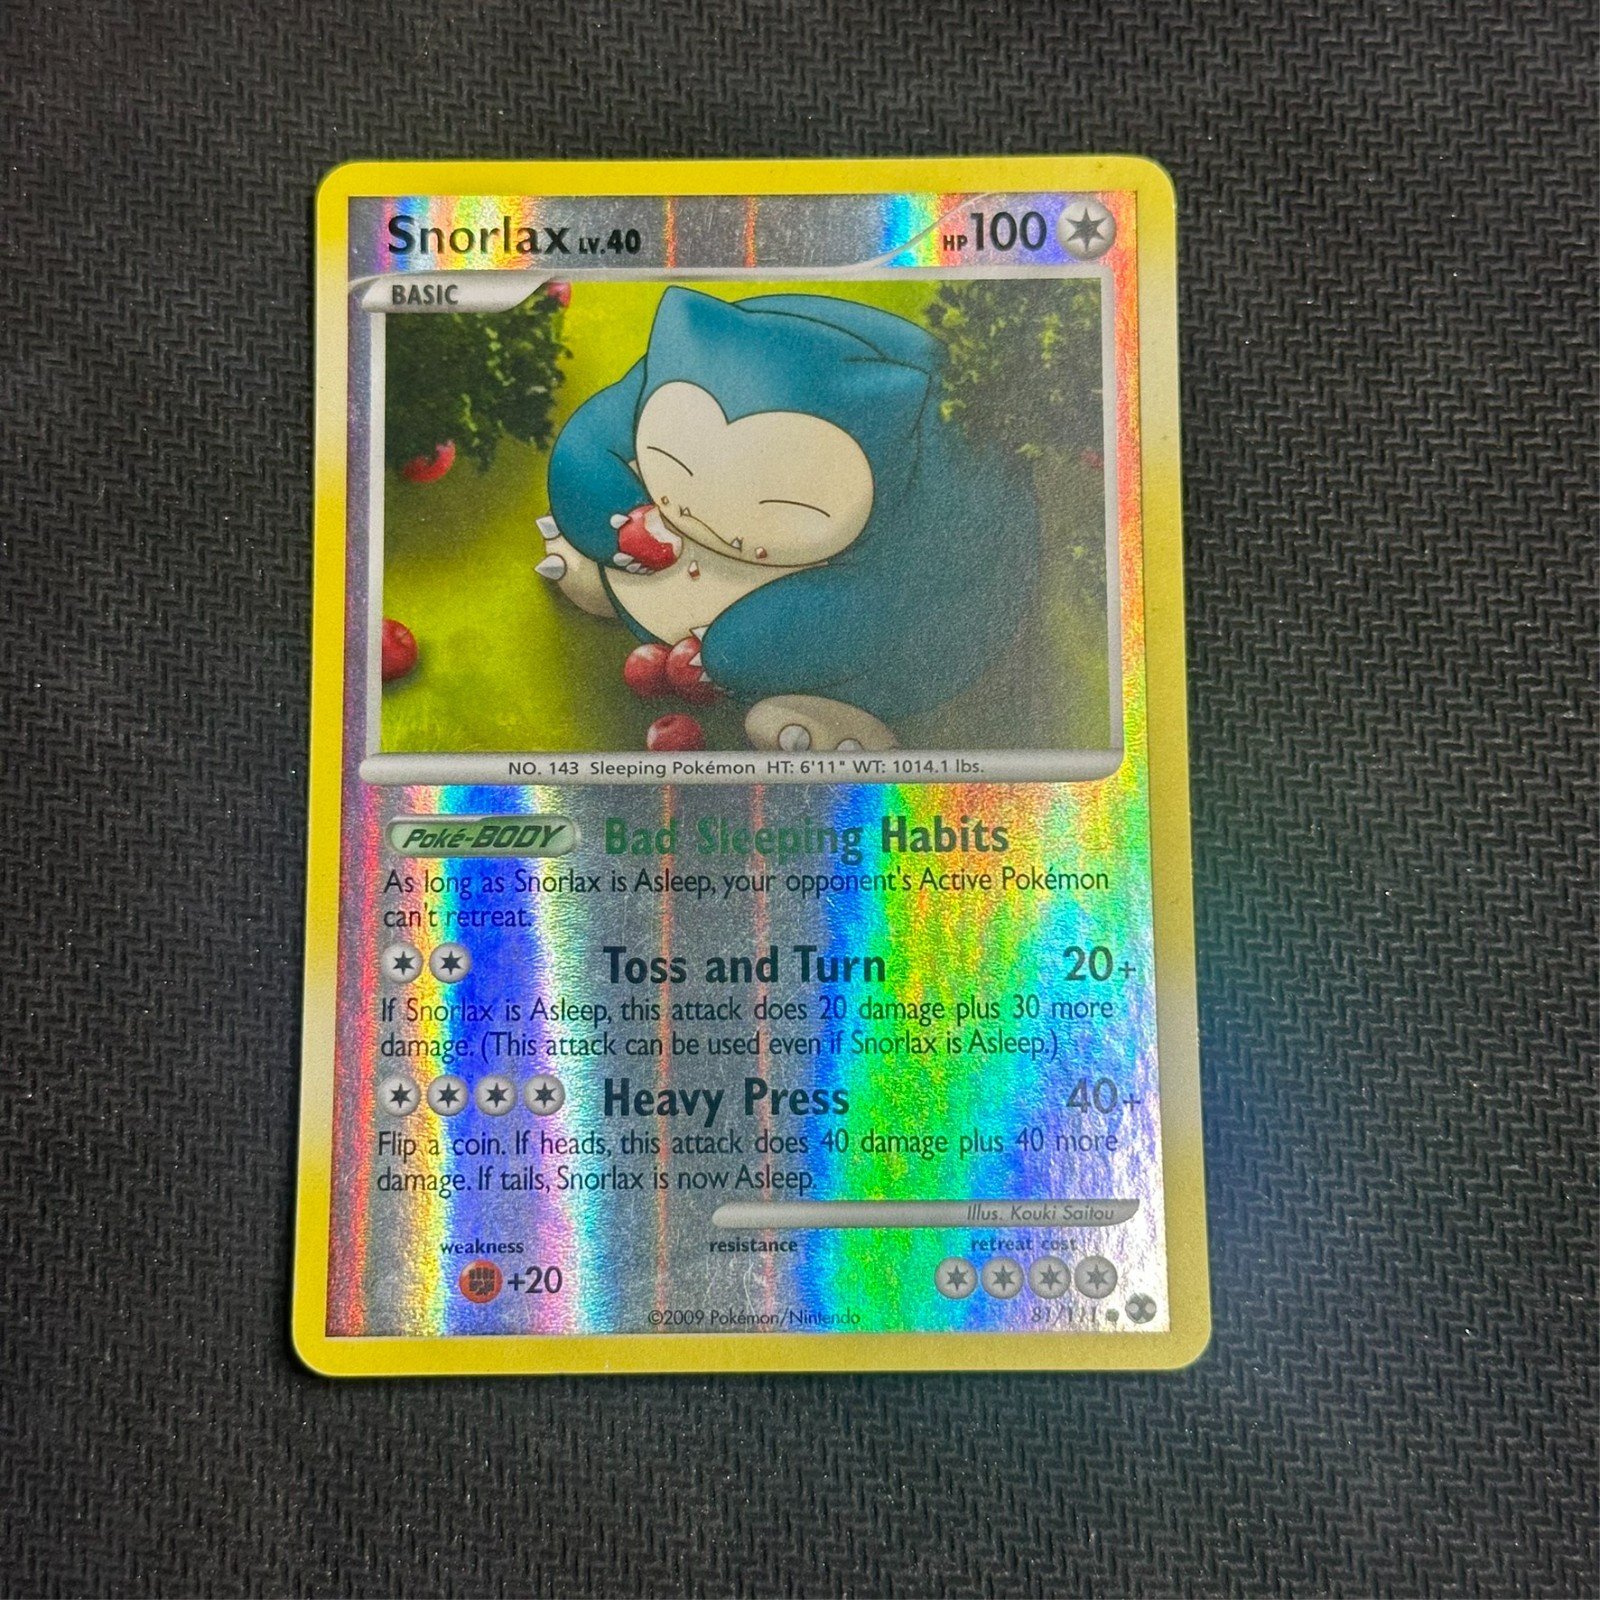 Snorlax LV.40 HP 100
BASIC
NO. 143 Sleeping Pokémon HT: 6'11" WT: 1014.1 lbs.
Poké-BODY Bad Sleeping Habits
As long as Snorlax is Asleep, your opponent's Active Pokémon
can't retreat.
Toss and Turn 20+
If Snorlax is Asleep, this attack does 20 damage plus 30 more
damage. (This attack can be used even if Snorlax is Asleep.)
Heavy Press 40+
Flip a coin. If heads, this attack does 40 damage plus 40 more
damage. If tails, Snorlax is now Asleep.
Illus. Kouki Saitou
weakness resistance retreat cost
+20
©2009 Pokémon/Nintendo 81/111